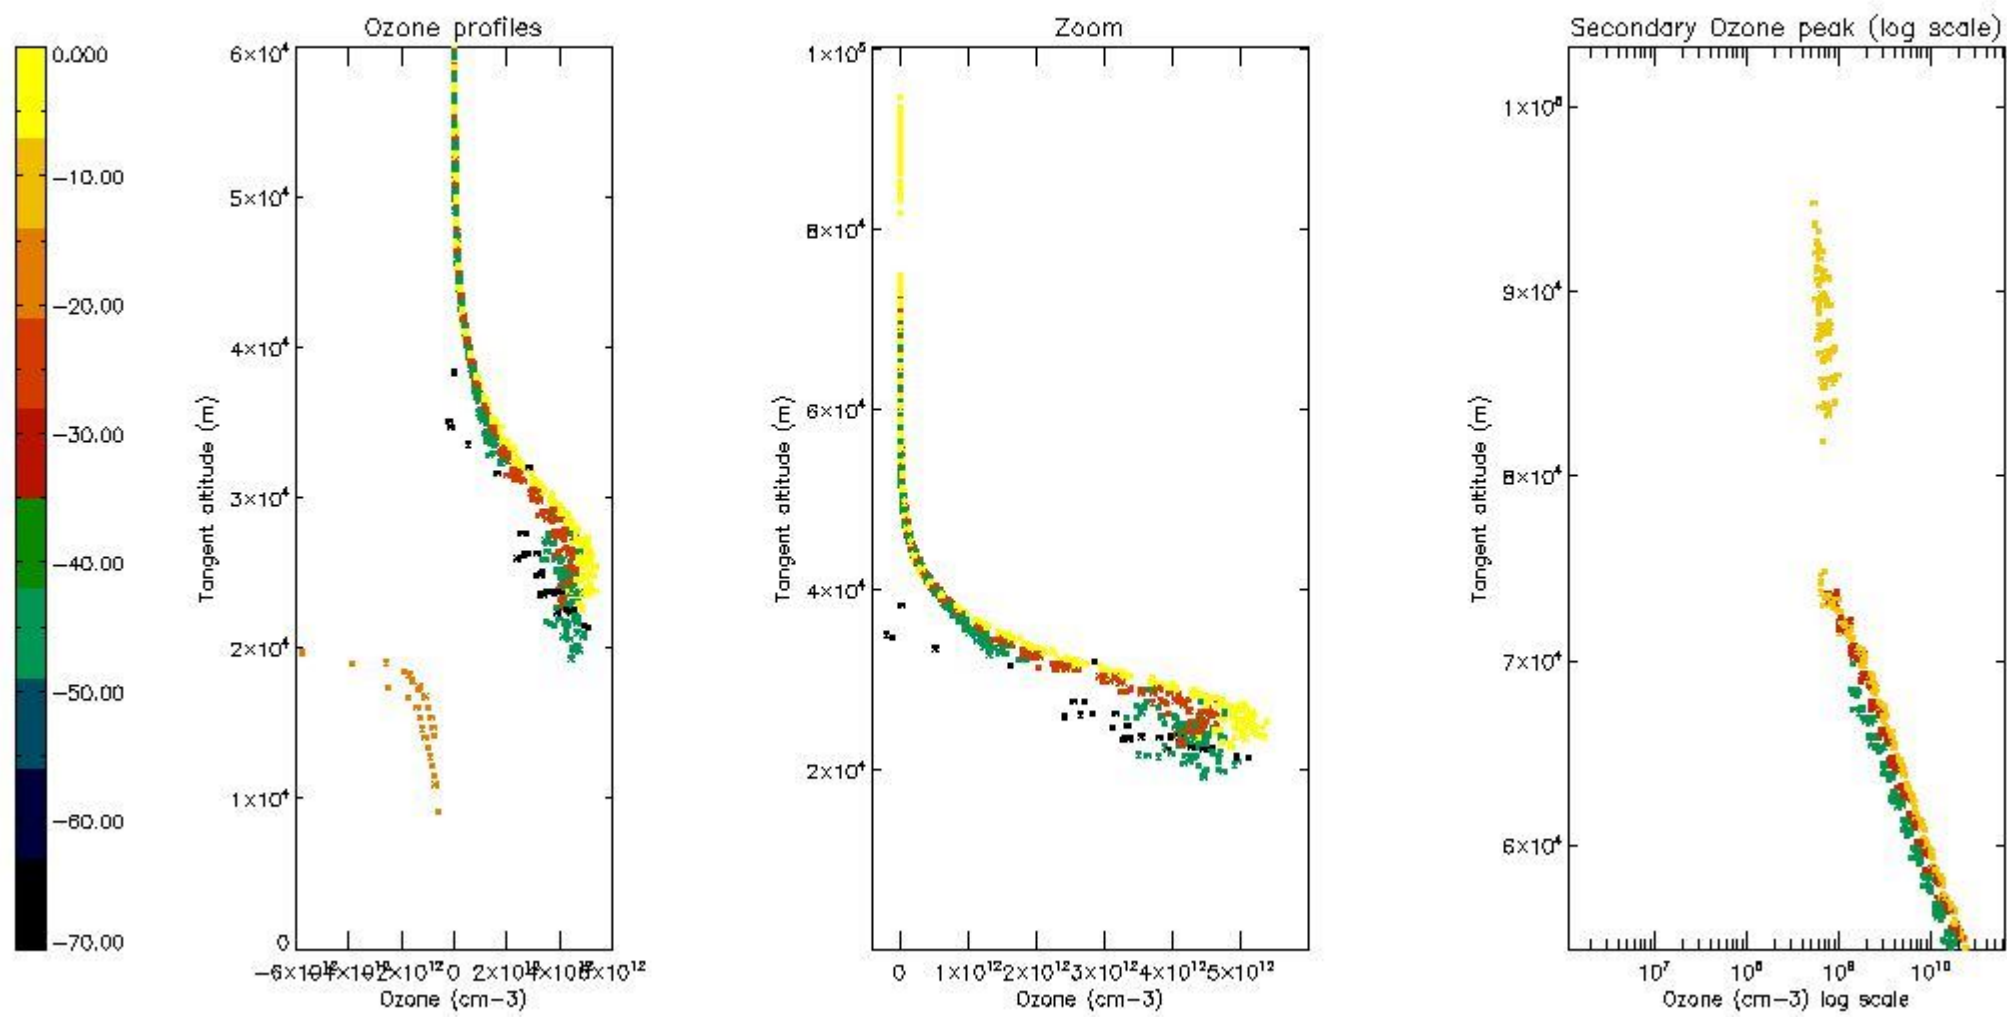 Ozone profiles
Zoom
Secondary Ozone peak (log scale)
0.000
−10.00
−20.00
−30.00
−40.00
−50.00
−60.00
−70.00
6×10⁴
5×10⁴
4×10⁴
3×10⁴
2×10⁴
1×10⁴
0
Tangent altitude (m)
0
Ozone (cm−3)
1×10⁵
8×10⁴
6×10⁴
4×10⁴
2×10⁴
Tangent altitude (m)
0 1×10¹² 2×10¹² 3×10¹² 4×10¹² 5×10¹²
Ozone (cm−3)
9×10⁴
8×10⁴
7×10⁴
6×10⁴
Tangent altitude (m)
10⁷
10¹⁰
Ozone (cm−3) log scale